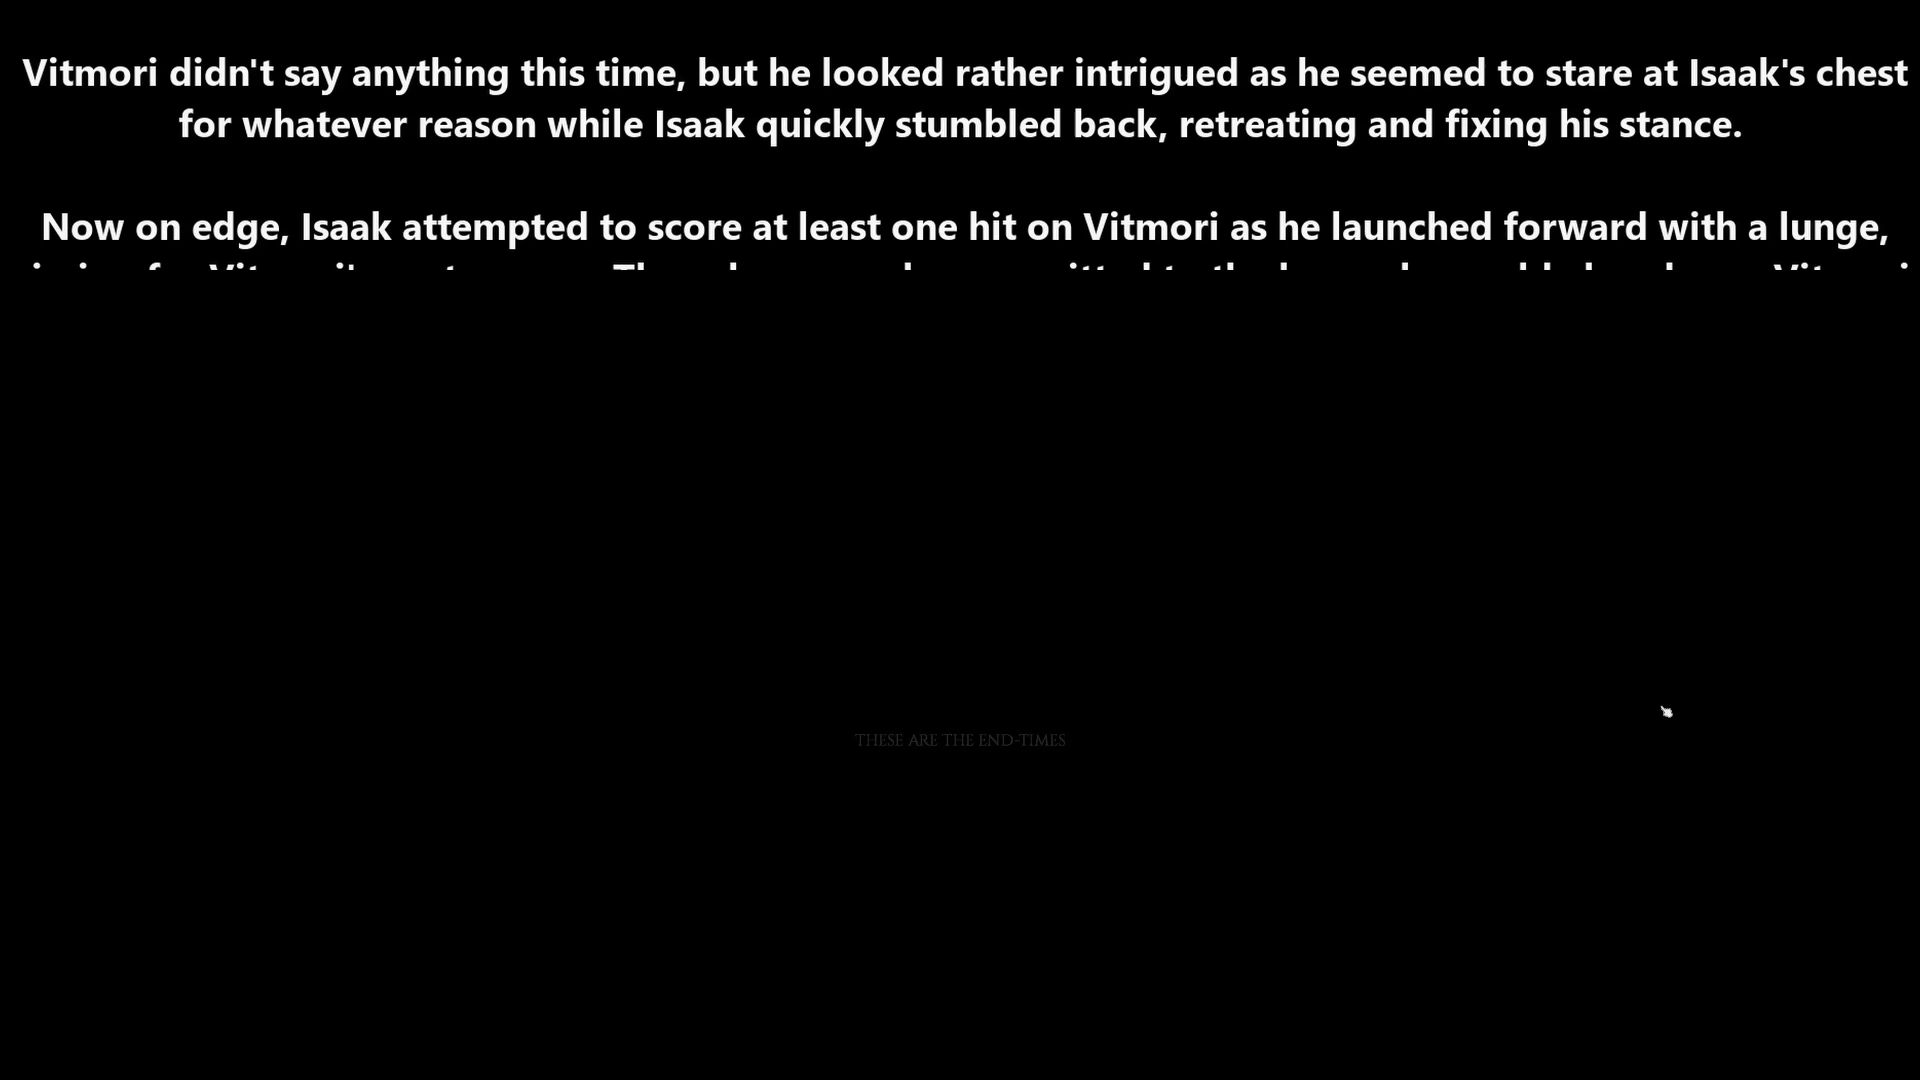 Vitmori didn't say anything this time, but he looked rather intrigued as he seemed to stare at Isaak's chest
for whatever reason while Isaak quickly stumbled back, retreating and fixing his stance.
Now on edge, Isaak attempted to score at least one hit on Vitmori as he launched forward with a lunge,
THESE ARE THE END-TIMES